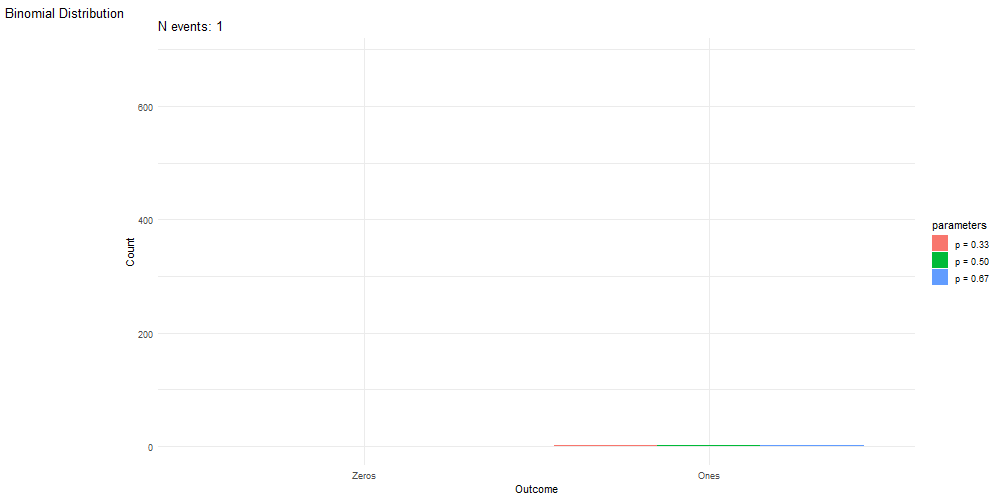 Binomial Distribution
N events: 1
600
400
200
0
Count
Zeros
Ones
Outcome
parameters
p = 0.33
p = 0.50
p = 0.67